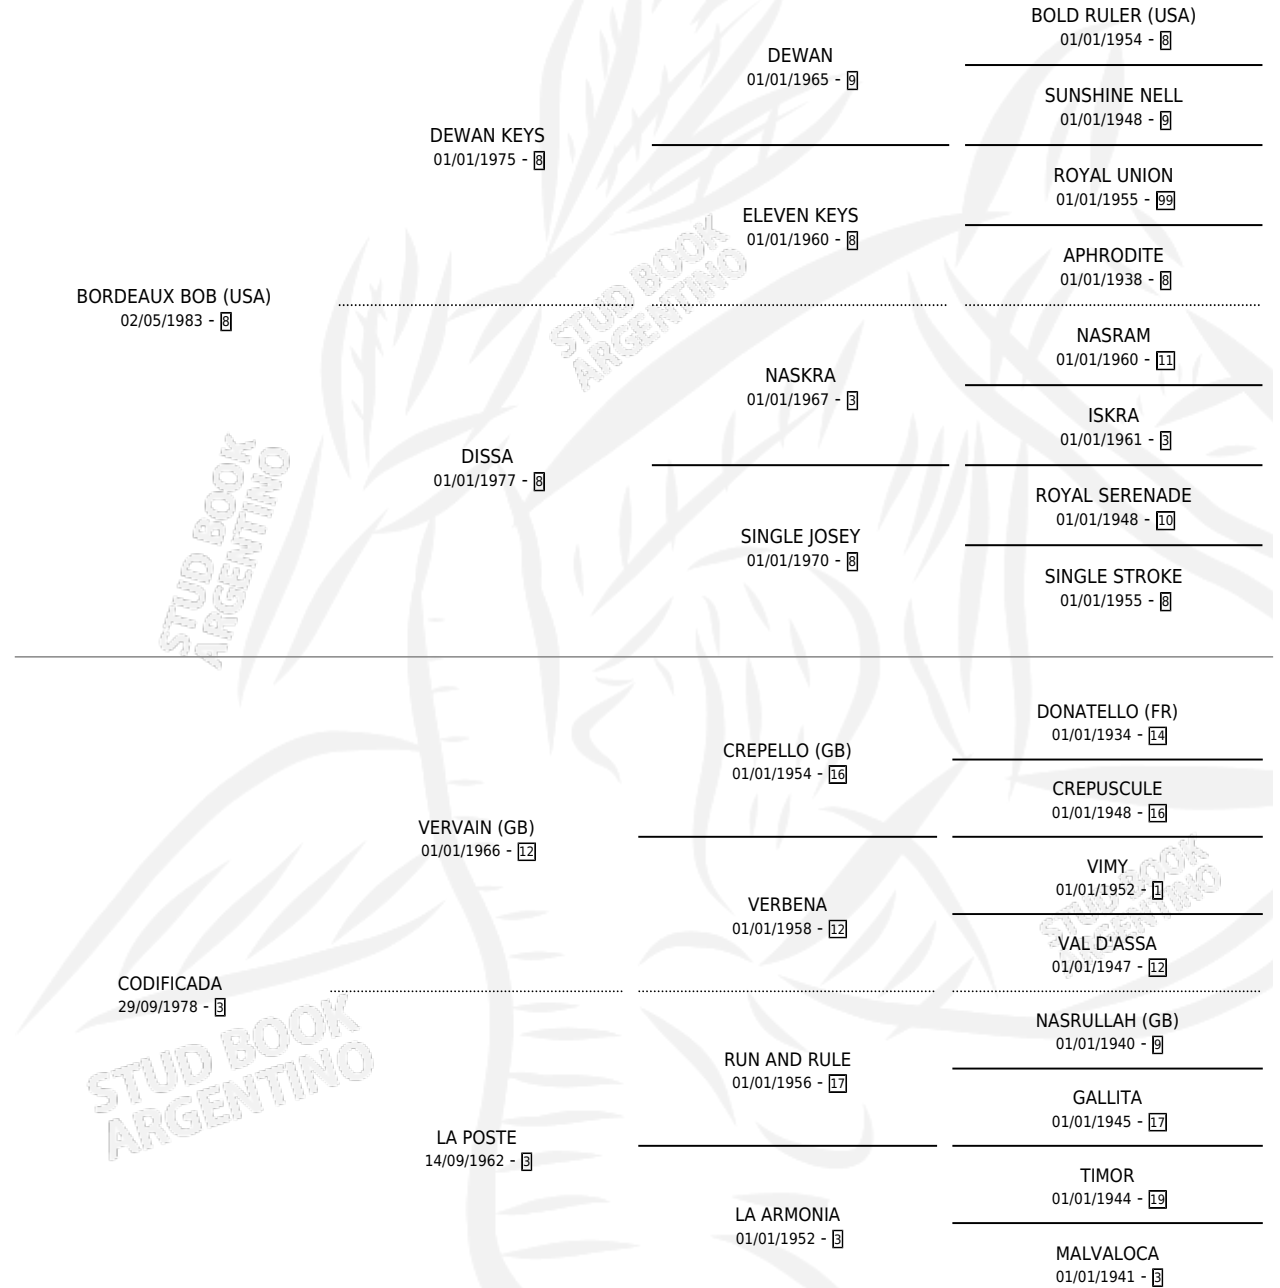 BOLD RULER (USA)
01/01/1954 - 8
DEWAN
01/01/1965 - 9
SUNSHINE NELL
01/01/1948 - 9
DEWAN KEYS
01/01/1975 - 8
ROYAL UNION
01/01/1955 - 99
ELEVEN KEYS
01/01/1960 - 8
APHRODITE
01/01/1938 - 8
BORDEAUX BOB (USA)
02/05/1983 - 8
STUD BOOK
ARGENTINO
NASRAM
01/01/1960 - 11
NASKRA
01/01/1967 - 3
ISKRA
01/01/1961 - 3
DISSA
01/01/1977 - 8
ROYAL SERENADE
01/01/1948 - 10
SINGLE JOSEY
01/01/1970 - 8
SINGLE STROKE
01/01/1955 - 8
STUD BOOK
ARGENTINO
DONATELLO (FR)
01/01/1934 - 14
CREPELLO (GB)
01/01/1954 - 16
CREPUSCULE
01/01/1948 - 16
VERVAIN (GB)
01/01/1966 - 12
VIMY
01/01/1952 - 1
VERBENA
01/01/1958 - 12
STUD BOOK
ARGENTINO
VAL D'ASSA
01/01/1947 - 12
CODIFICADA
29/09/1978 - 3
NASRULLAH (GB)
01/01/1940 - 9
RUN AND RULE
01/01/1956 - 17
STUD BOOK
ARGENTINO
GALLITA
01/01/1945 - 17
LA POSTE
14/09/1962 - 3
TIMOR
01/01/1944 - 19
LA ARMONIA
01/01/1952 - 3
MALVALOCA
01/01/1941 - 3